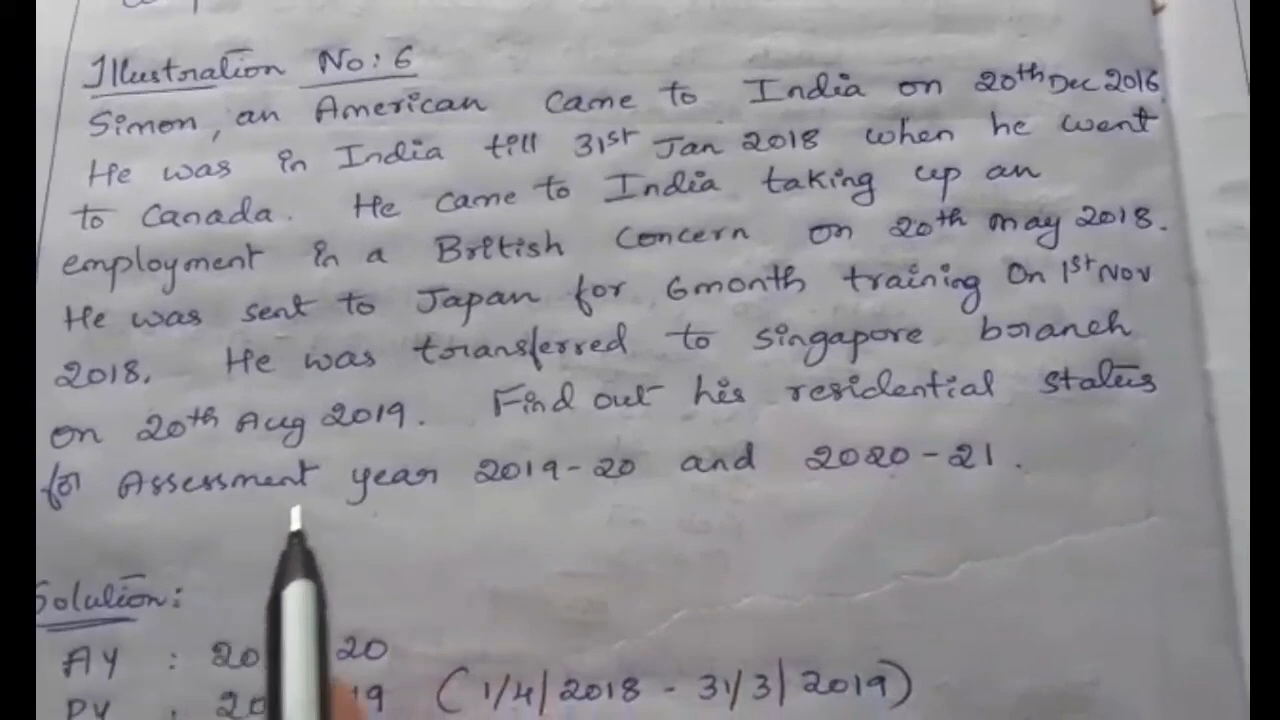 Illustration No: 6
Simon, an American came to India on 20th Dec 2016
He was in India till 31st Jan 2018 when he went
to Canada. He came to India taking up an
employment in a British concern on 20th may 2018.
He was sent to Japan for 6month training On 1st Nov
2018. He was transferred to singapore branch
on 20th Aug 2019. Find out his residential status
for Assessment year 2019-20 and 2020-21.
Solution:
AY : 20 20
PY : 20 19 (1/4/2018 - 31/3/2019)